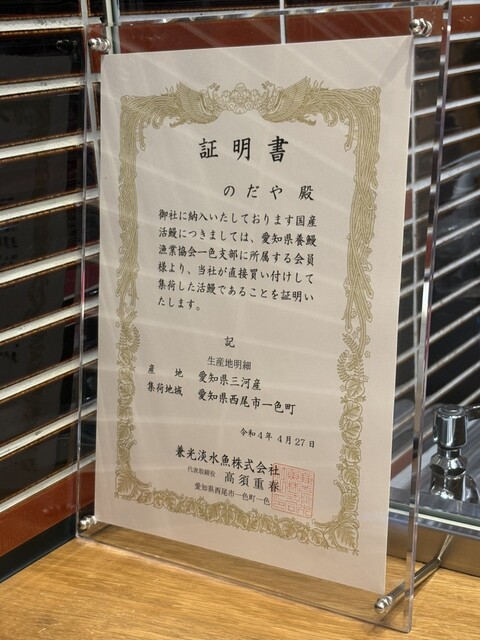 証明書
のだや 殿
御社に納入いたしております国産
活鰻につきましては、愛知県養鰻
漁業協会一色支部に所属する会員
様より、当社が直接買い付けして
集荷した活鰻であることを証明い
たします。
記
生産地明細
産 地 愛知県三河産
集荷地域 愛知県西尾市一色町
令和4年 4月27日
兼光淡水魚株式会社
代表取締役 高須重春
愛知県西尾市一色町一色